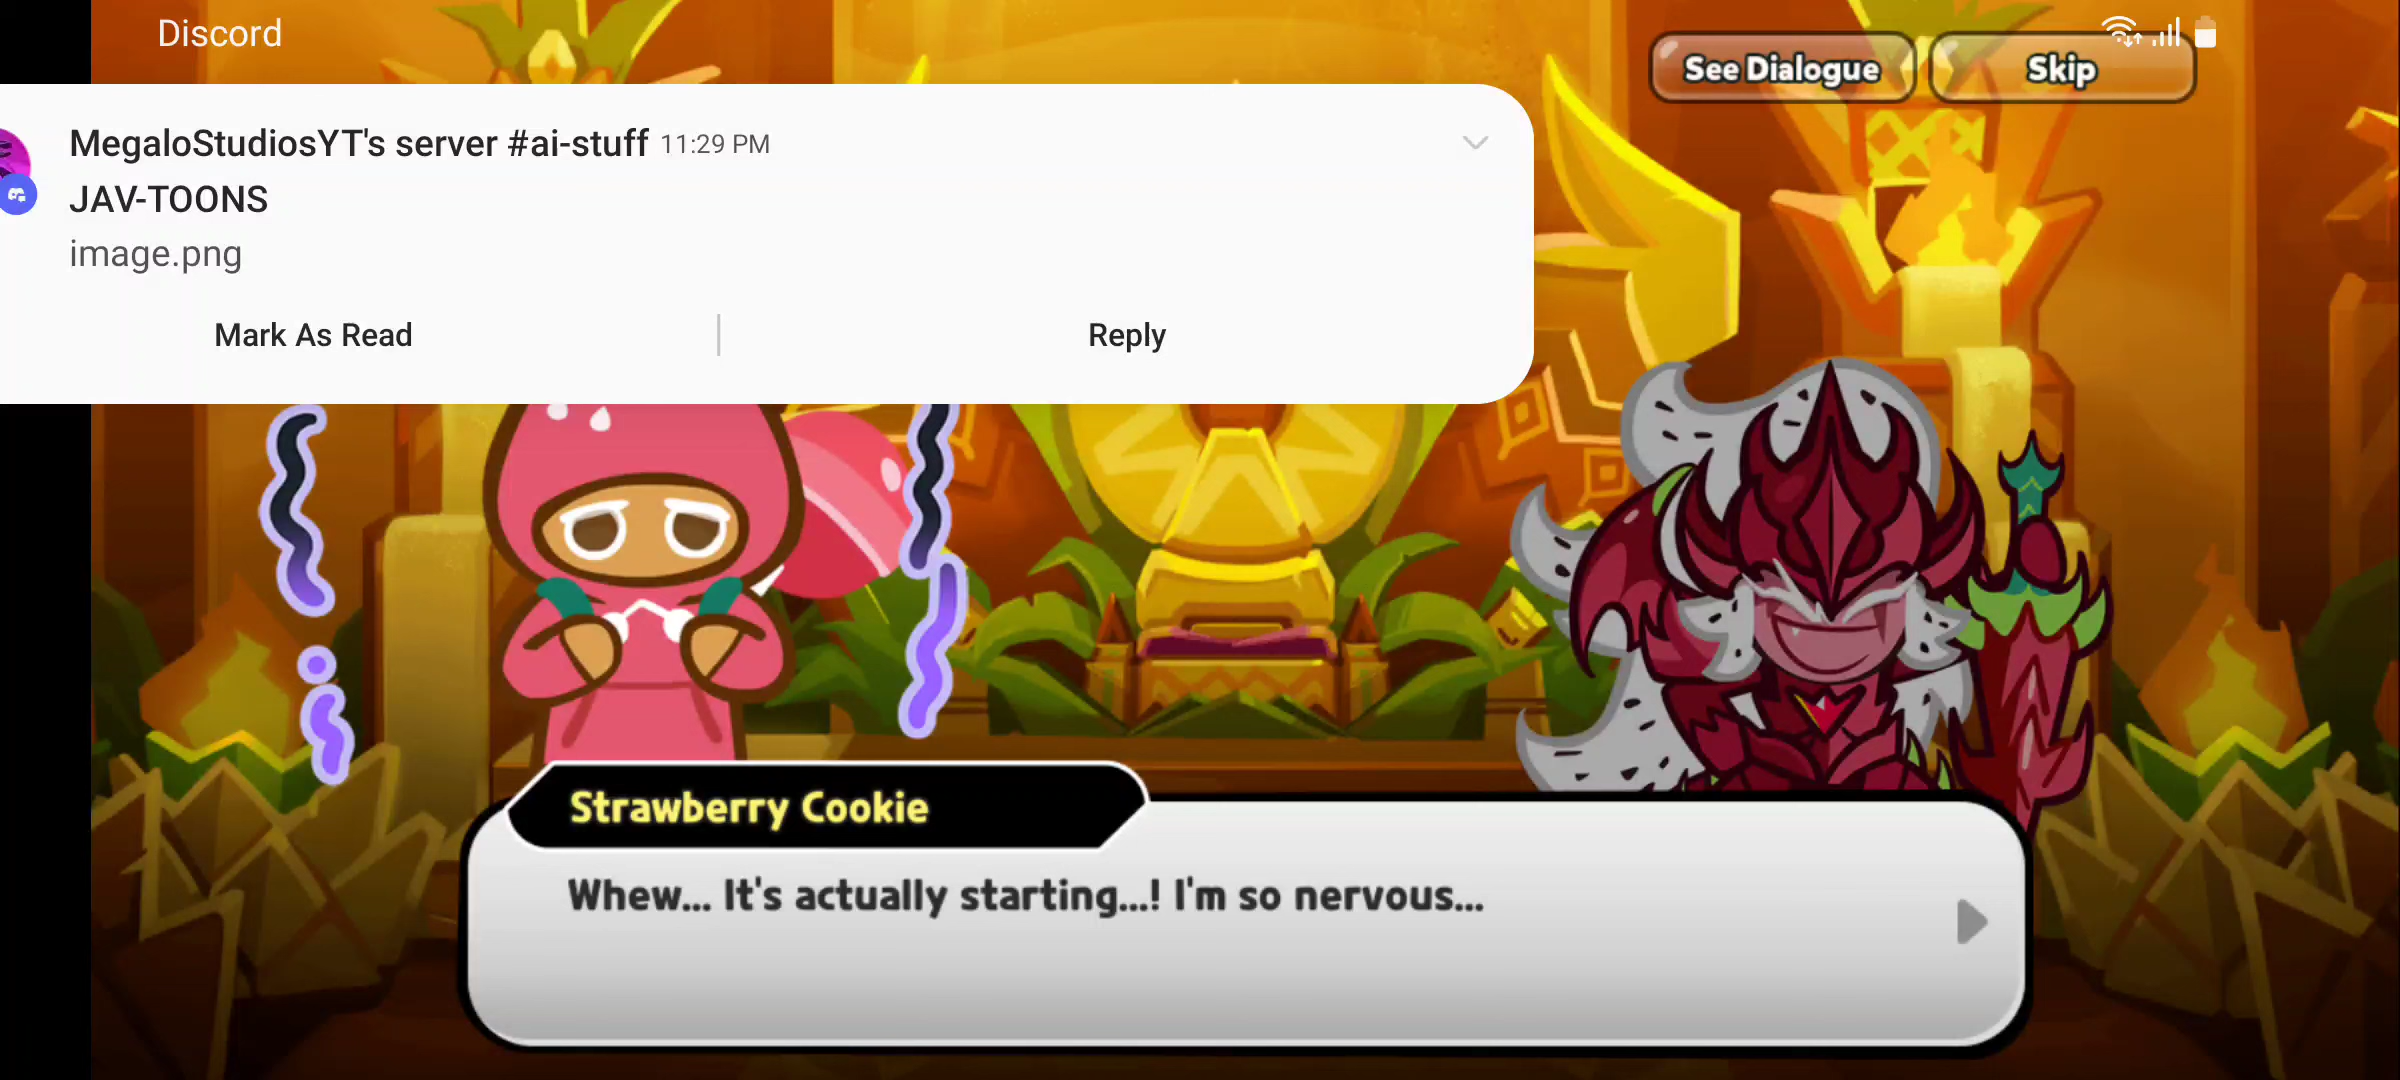 Discord
See Dialogue
Skip
MegaloStudiosYT's server #ai-stuff 11:29 PM
JAV-TOONS
image.png
Mark As Read
Reply
Strawberry Cookie
Whew... It's actually starting...! I'm so nervous...